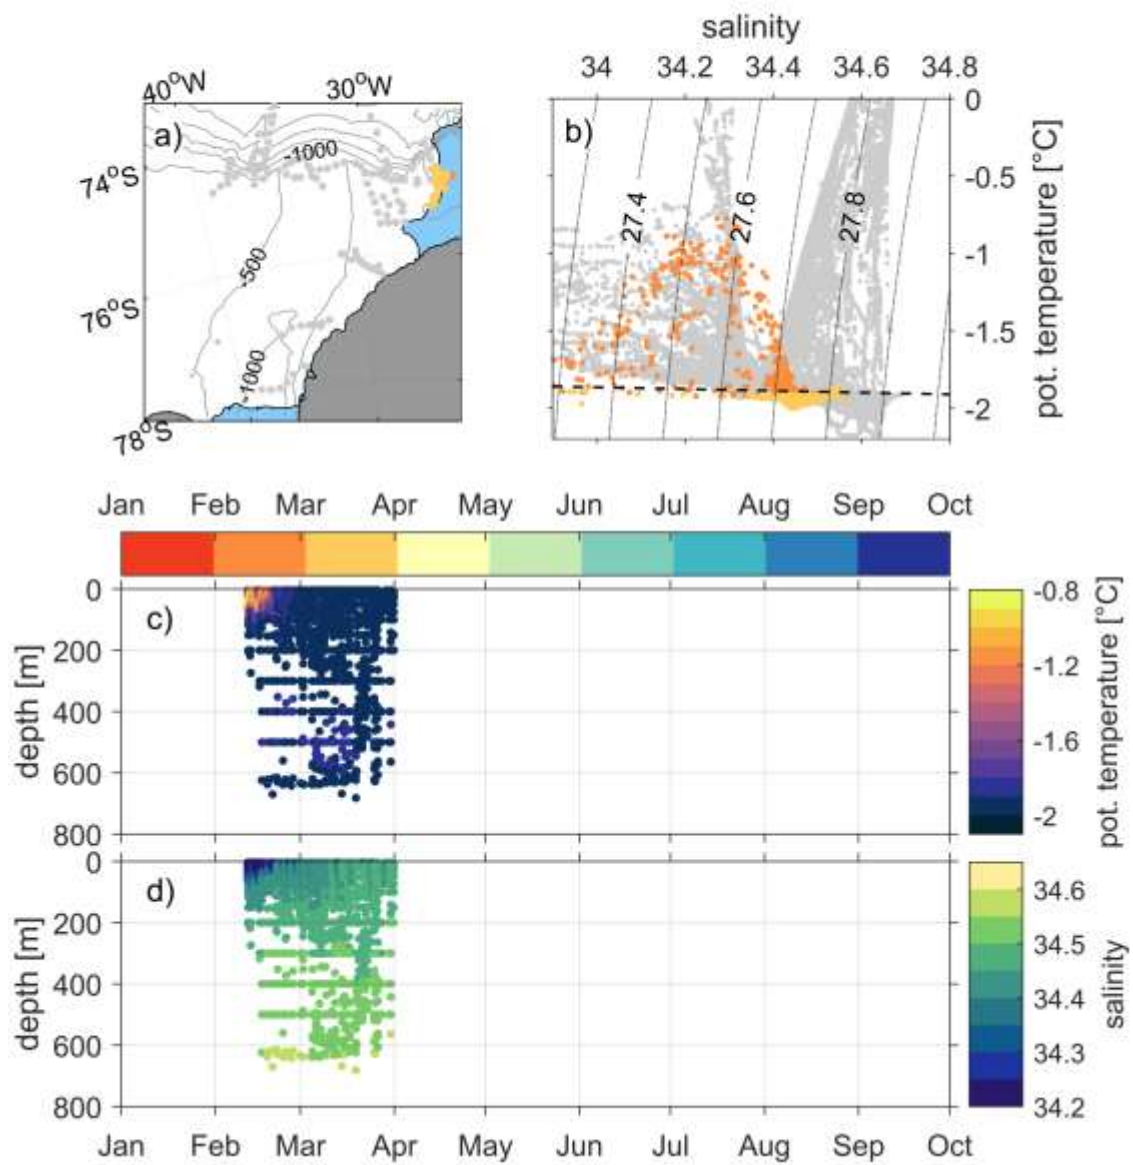 salinity
34 34.2 34.4 34.6 34.8
40°W 30°W
a)
-1000
74°S
-500
76°S
-1000
78°S
b)
27.4 27.6 27.8
0
-0.5
-1
-1.5
-2
pot. temperature [°C]
Jan Feb Mar Apr May Jun Jul Aug Sep Oct
c)
0
200
400
600
800
depth [m]
-0.8
-1.2
-1.6
-2
pot. temperature [°C]
d)
0
200
400
600
800
depth [m]
34.6
34.5
34.4
34.3
34.2
salinity
Jan Feb Mar Apr May Jun Jul Aug Sep Oct